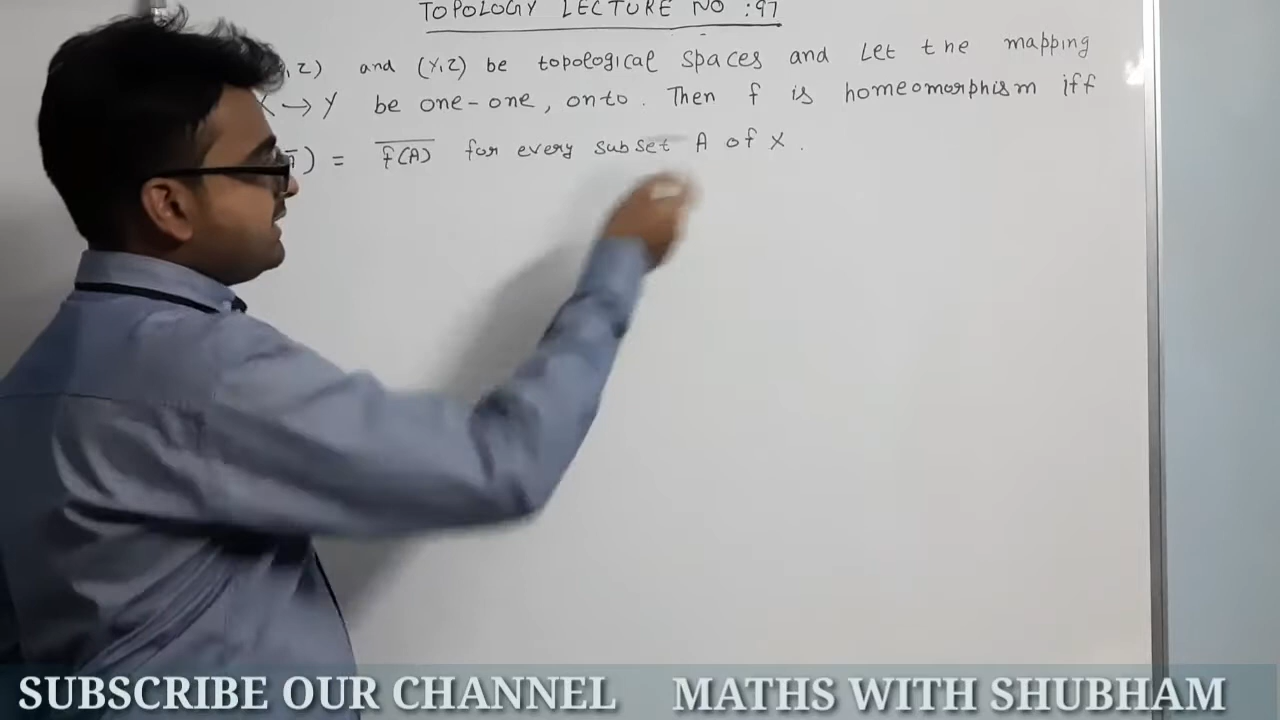 TOPOLOGY LECTURE NO :97
, τ) and (Y, τ) be topological spaces and Let the mapping
X → Y be one-one, onto. Then f is homeomorphism iff
) = \overline{f(A)} for every subset A of X .
SUBSCRIBE OUR CHANNEL MATHS WITH SHUBHAM